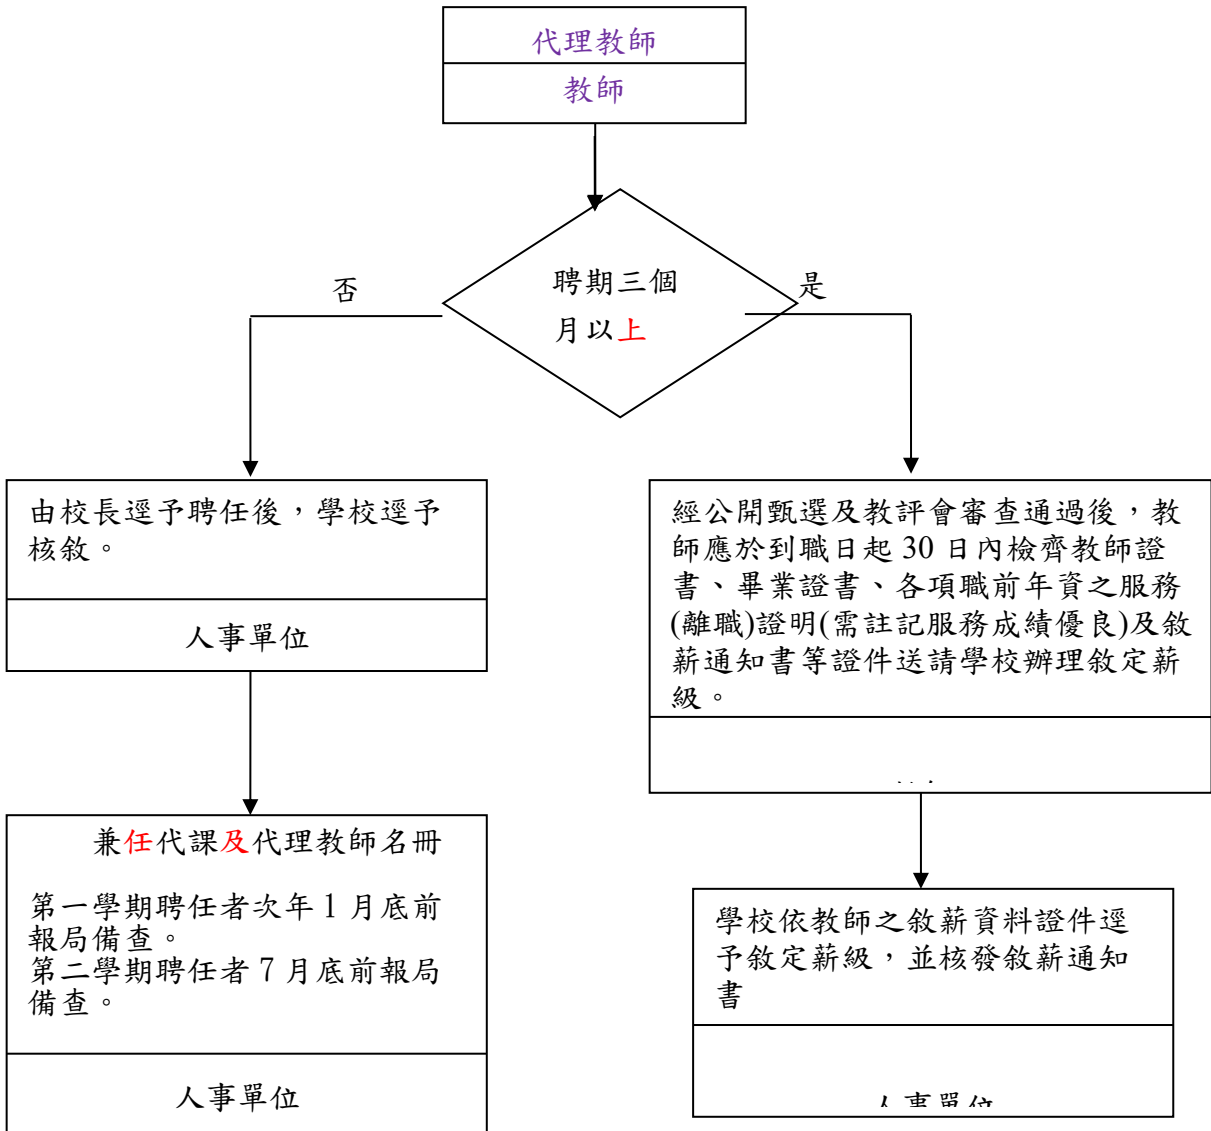 代理教師
教師
聘期三個
月以上
否
是
由校長逕予聘任後，學校逕予
核敘。
人事單位
經公開甄選及教評會審查通過後，教
師應於到職日起 30 日內檢齊教師證
書、畢業證書、各項職前年資之服務
(離職)證明(需註記服務成績優良)及敘
薪通知書等證件送請學校辦理敘定薪
級。
兼任代課及代理教師名冊
第一學期聘任者次年 1 月底前
報局備查。
第二學期聘任者 7 月底前報局
備查。
人事單位
學校依教師之敘薪資料證件逕
予敘定薪級，並核發敘薪通知
書
人事單位